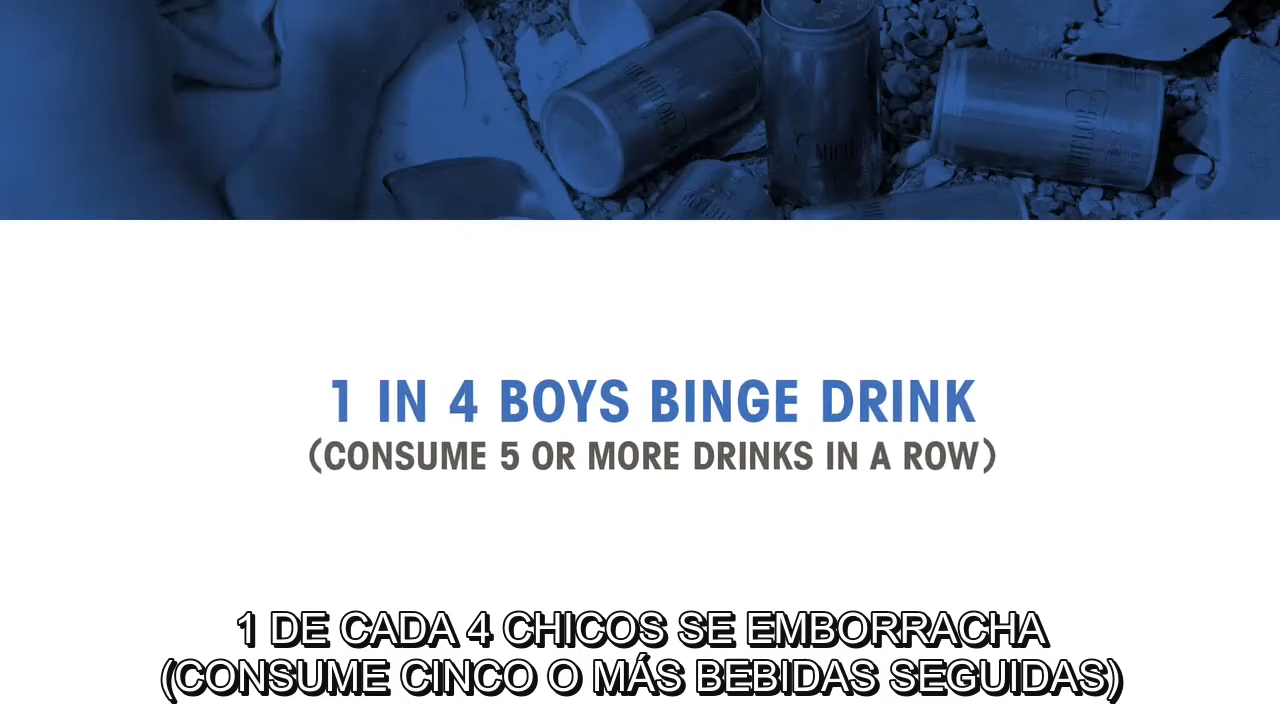 1 IN 4 BOYS BINGE DRINK
(CONSUME 5 OR MORE DRINKS IN A ROW)
1 DE CADA 4 CHICOS SE EMBORRACHA
(CONSUME CINCO O MÁS BEBIDAS SEGUIDAS)